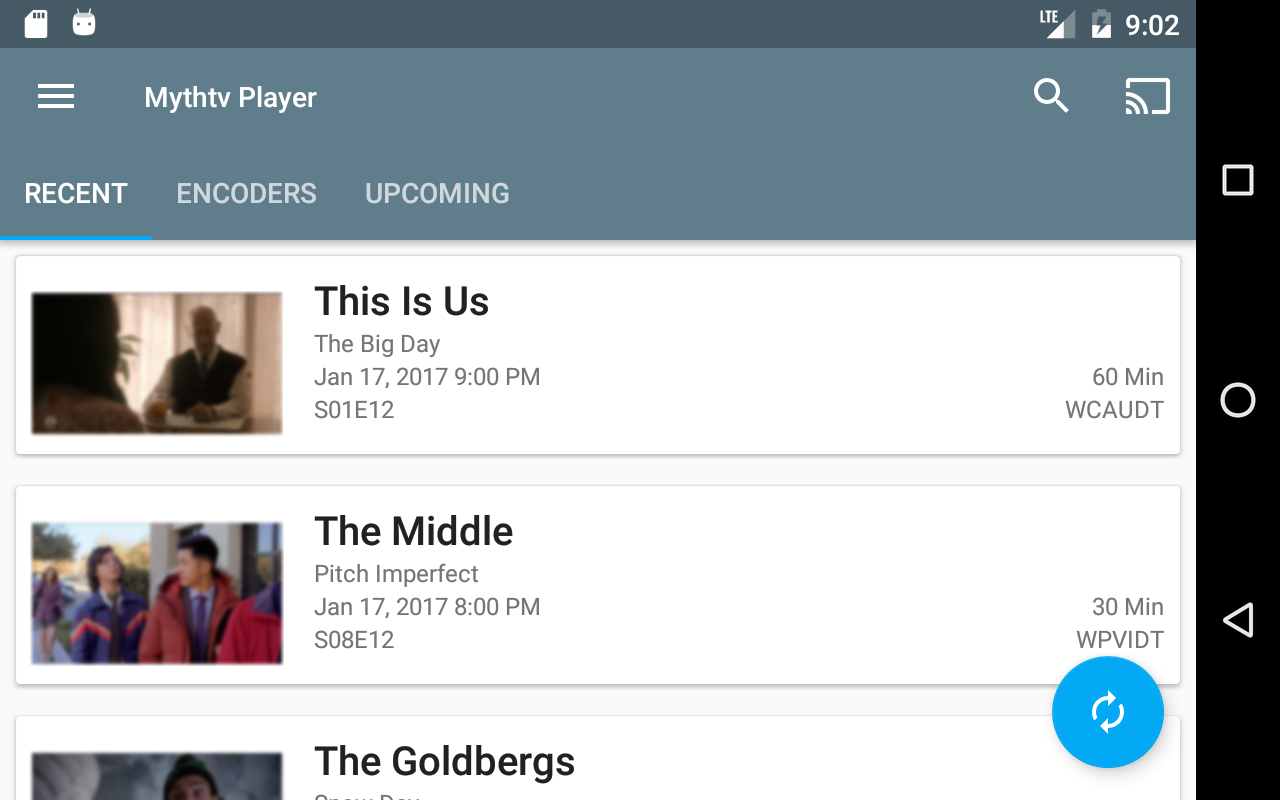 LTE
9:02
Mythtv Player
RECENT
ENCODERS
UPCOMING
This Is Us
The Big Day
Jan 17, 2017 9:00 PM
60 Min
S01E12
WCAUDT
The Middle
Pitch Imperfect
Jan 17, 2017 8:00 PM
30 Min
S08E12
WPVIDT
The Goldbergs
Snow Day